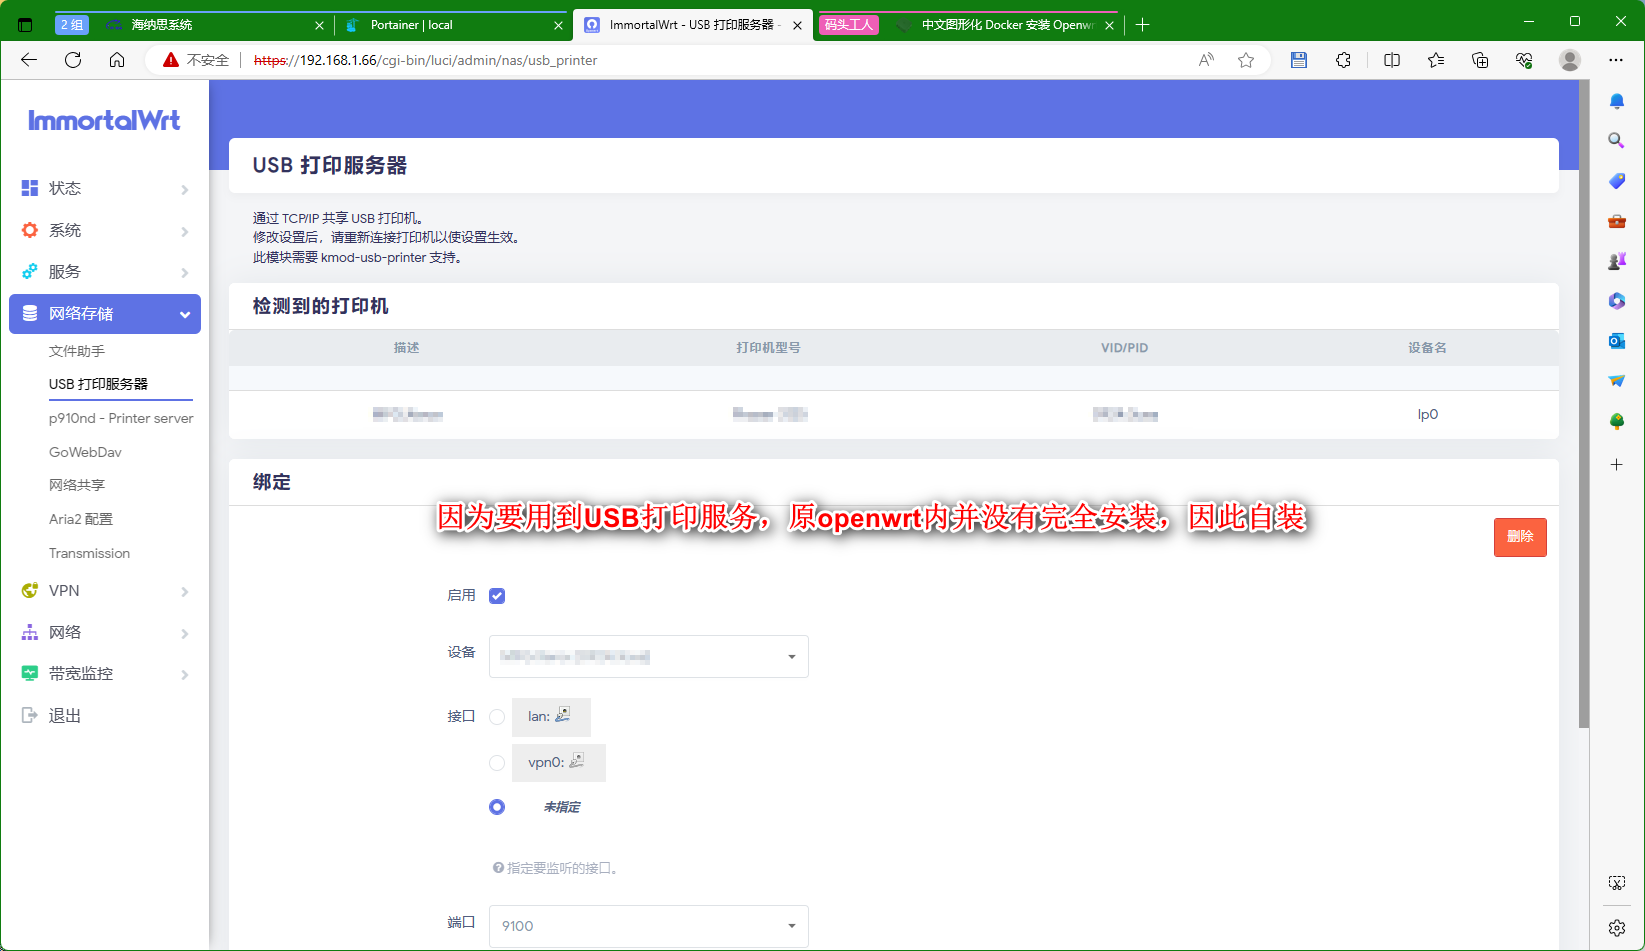 2 组
海纳思系统
Portainer | local
ImmortalWrt - USB 打印服务器 -
码头工人
中文图形化 Docker 安装 Openwr
不安全
https://192.168.1.66/cgi-bin/luci/admin/nas/usb_printer
ImmortalWrt
状态
系统
服务
网络存储
文件助手
USB 打印服务器
p910nd - Printer server
GoWebDav
网络共享
Aria2 配置
Transmission
VPN
网络
带宽监控
退出
USB 打印服务器
通过 TCP/IP 共享 USB 打印机。
修改设置后，请重新连接打印机以使设置生效。
此模块需要 kmod-usb-printer 支持。
检测到的打印机
描述 打印机型号 VID/PID 设备名
lp0
绑定
因为要用到USB打印服务，原openwrt内并没有完全安装，因此自装
删除
启用
设备
接口
lan:
vpn0:
未指定
指定要监听的接口。
端口
9100